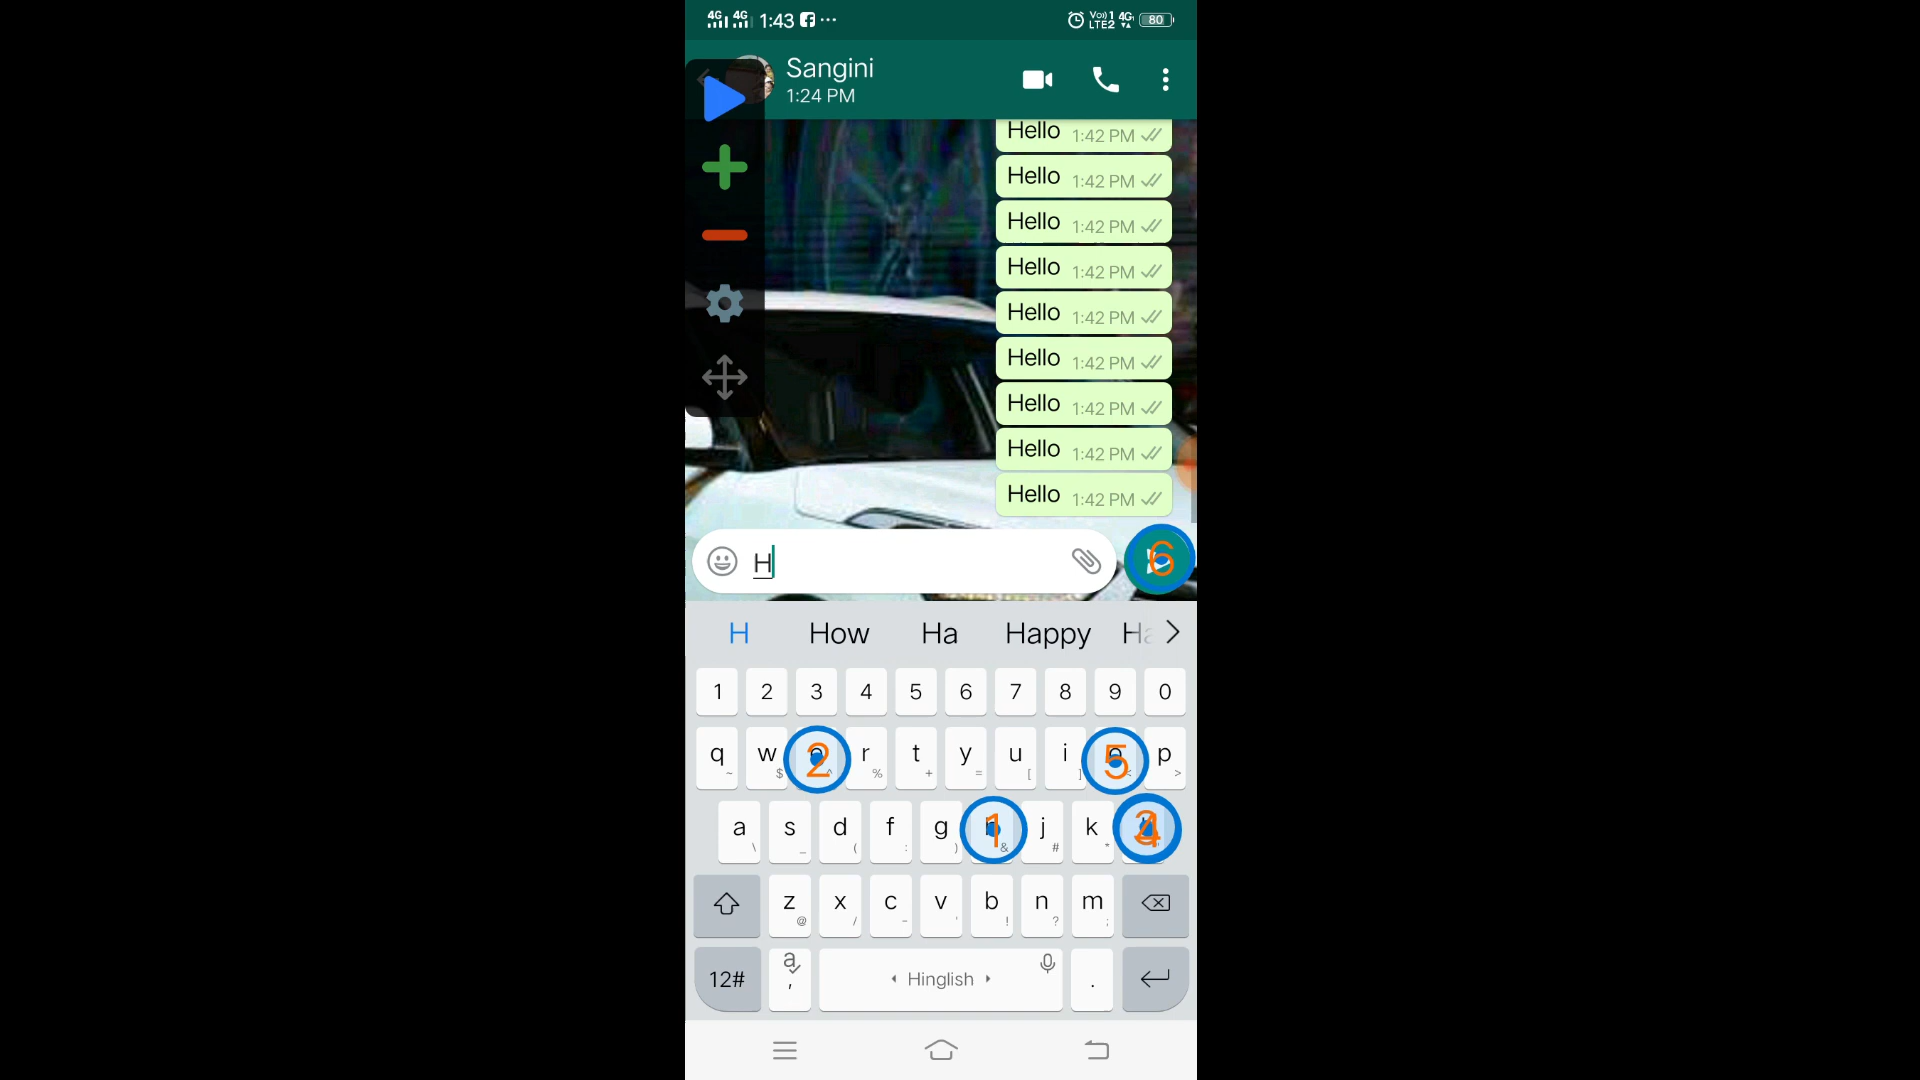 4G 4G 1:43 ... Vo) 1 LTE2 4G 80
Sangini
1:24 PM
Hello 1:42 PM
Hello 1:42 PM
Hello 1:42 PM
Hello 1:42 PM
Hello 1:42 PM
Hello 1:42 PM
Hello 1:42 PM
Hello 1:42 PM
Hello 1:42 PM
H 6
H How Ha Happy
1 2 3 4 5 6 7 8 9 0
q w 2 r t y u i 5 p
~ $ % + = [ ] >
a s d f g 1 j k 4
\ _ ( : ) & # *
z x c v b n m
@ / - ' ! ? ;
12# a , Hinglish .